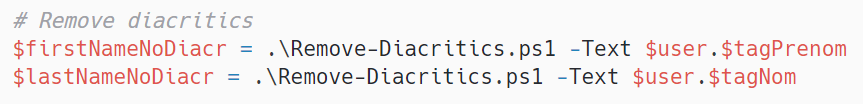 # Remove diacritics
$firstNameNoDiacr = .\Remove-Diacritics.ps1 -Text $user.$tagPrenom
$lastNameNoDiacr = .\Remove-Diacritics.ps1 -Text $user.$tagNom